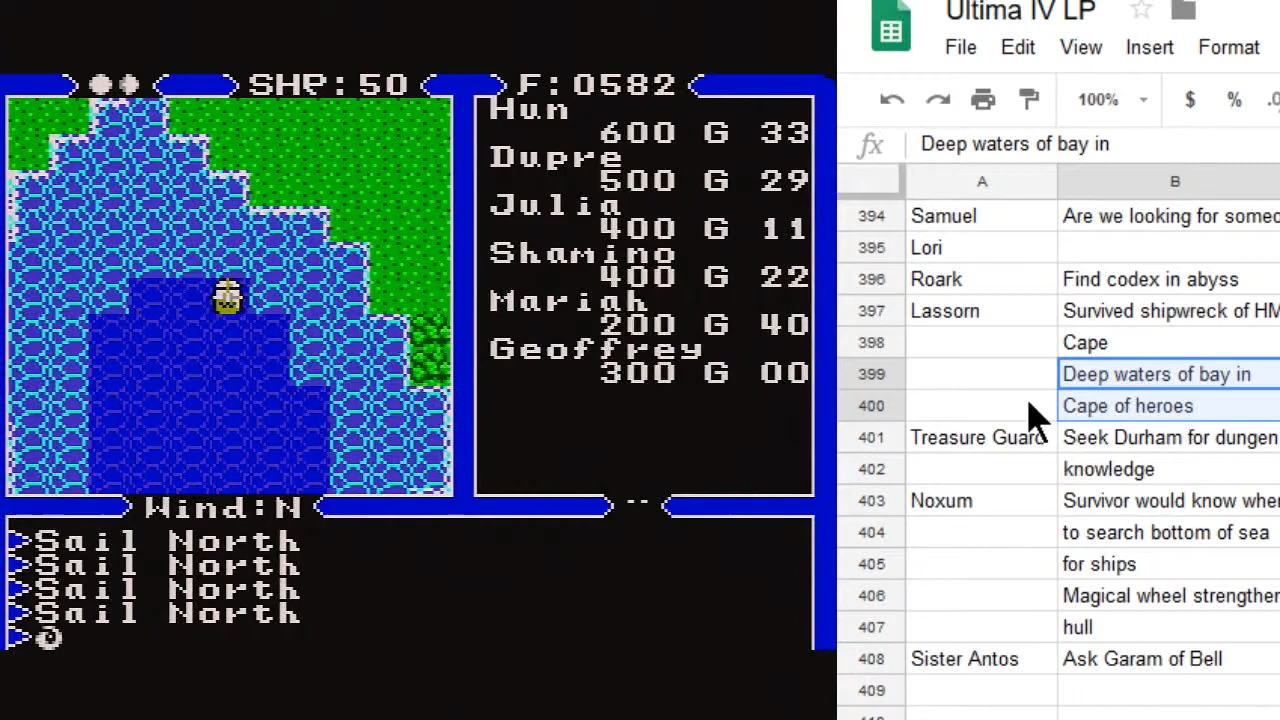 SHP:50
F:0582
Hun
600 G 33
Dupre
500 G 29
Julia
400 G 11
Shamino
400 G 22
Mariah
200 G 40
Geoffrey
300 G 00
Wind:N
--
>Sail North
>Sail North
>Sail North
>Sail North
>
Ultima IV LP
File Edit View Insert Format
100% $ % .0
fx Deep waters of bay in
A B
394 Samuel Are we looking for someo
395 Lori
396 Roark Find codex in abyss
397 Lassorn Survived shipwreck of HM
398 Cape
399 Deep waters of bay in
400 Cape of heroes
401 Treasure Guard Seek Durham for dungen
402 knowledge
403 Noxum Survivor would know wher
404 to search bottom of sea
405 for ships
406 Magical wheel strengthen
407 hull
408 Sister Antos Ask Garam of Bell
409